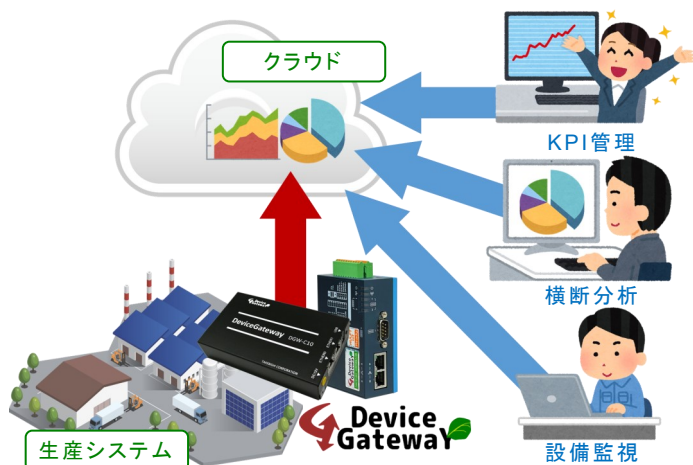 クラウド
KPI管理
横断分析
DeviceGateway DGW-C10
Device
Gateway
生産システム
設備監視